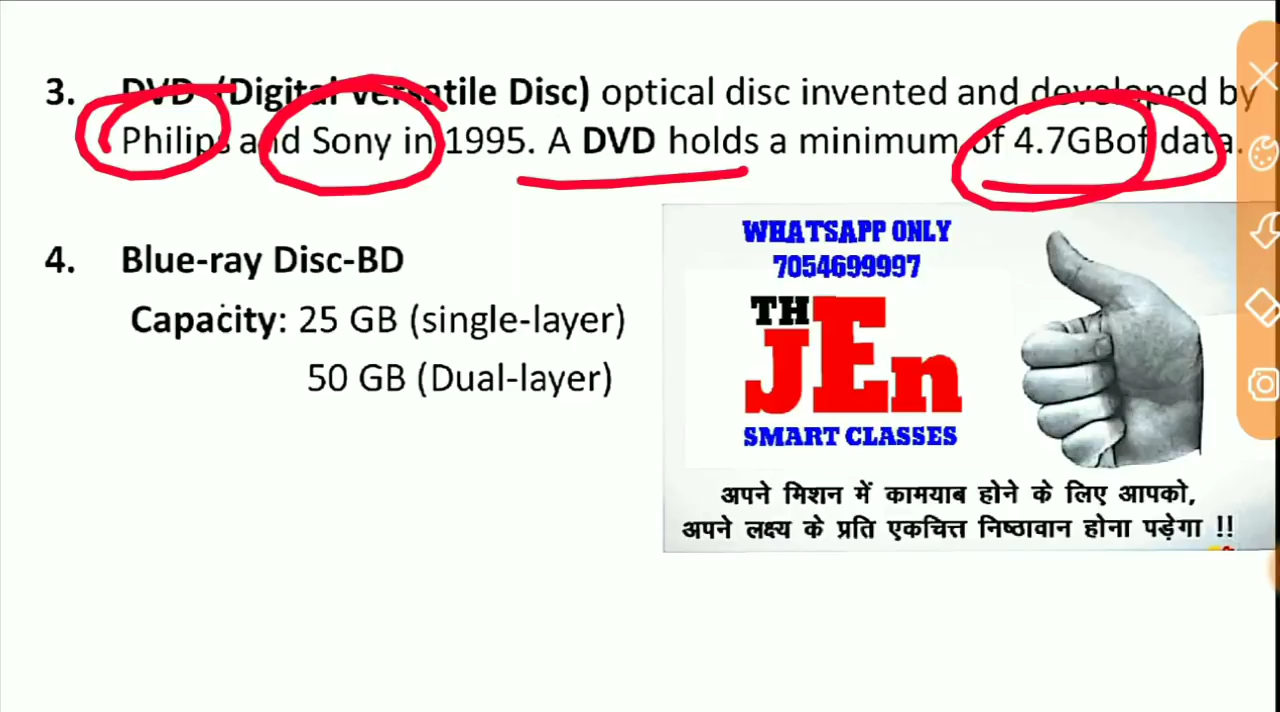 3. DVD (Digital Versatile Disc) optical disc invented and developed by
Philips and Sony in 1995. A DVD holds a minimum of 4.7GBof data.
4. Blue-ray Disc-BD
Capacity: 25 GB (single-layer)
50 GB (Dual-layer)
WHATSAPP ONLY
7054699997
TH
JEn
SMART CLASSES
अपने मिशन में कामयाब होने के लिए आपको,
अपने लक्ष्य के प्रति एकचित्त निष्ठावान होना पड़ेगा !!